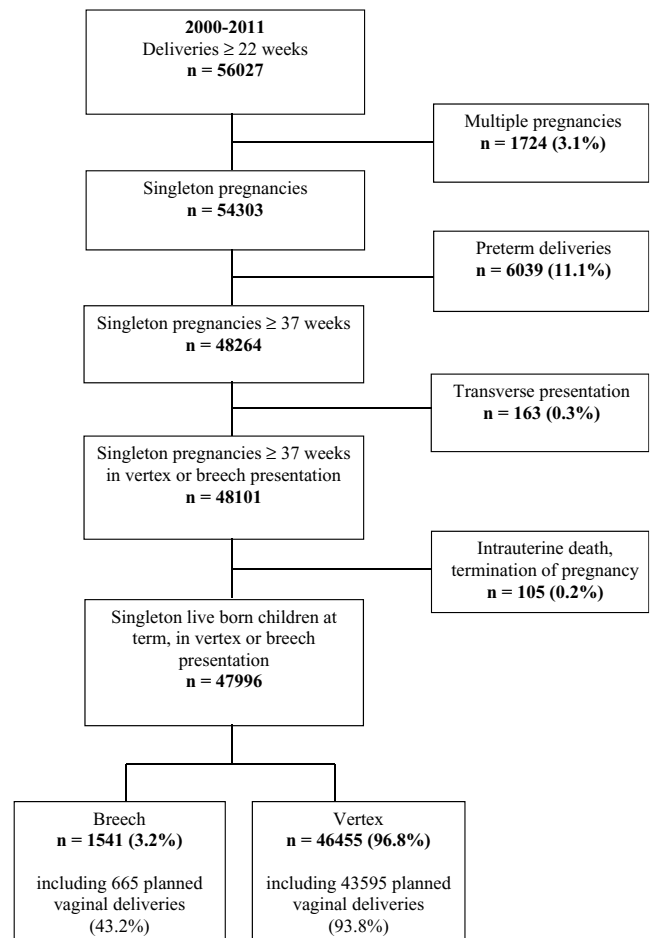 2000-2011
Deliveries ≥ 22 weeks
n = 56027
Multiple pregnancies
n = 1724 (3.1%)
Singleton pregnancies
n = 54303
Preterm deliveries
n = 6039 (11.1%)
Singleton pregnancies ≥ 37 weeks
n = 48264
Transverse presentation
n = 163 (0.3%)
Singleton pregnancies ≥ 37 weeks
in vertex or breech presentation
n = 48101
Intrauterine death,
termination of pregnancy
n = 105 (0.2%)
Singleton live born children at
term, in vertex or breech
presentation
n = 47996
Breech
n = 1541 (3.2%)
including 665 planned
vaginal deliveries
(43.2%)
Vertex
n = 46455 (96.8%)
including 43595 planned
vaginal deliveries
(93.8%)